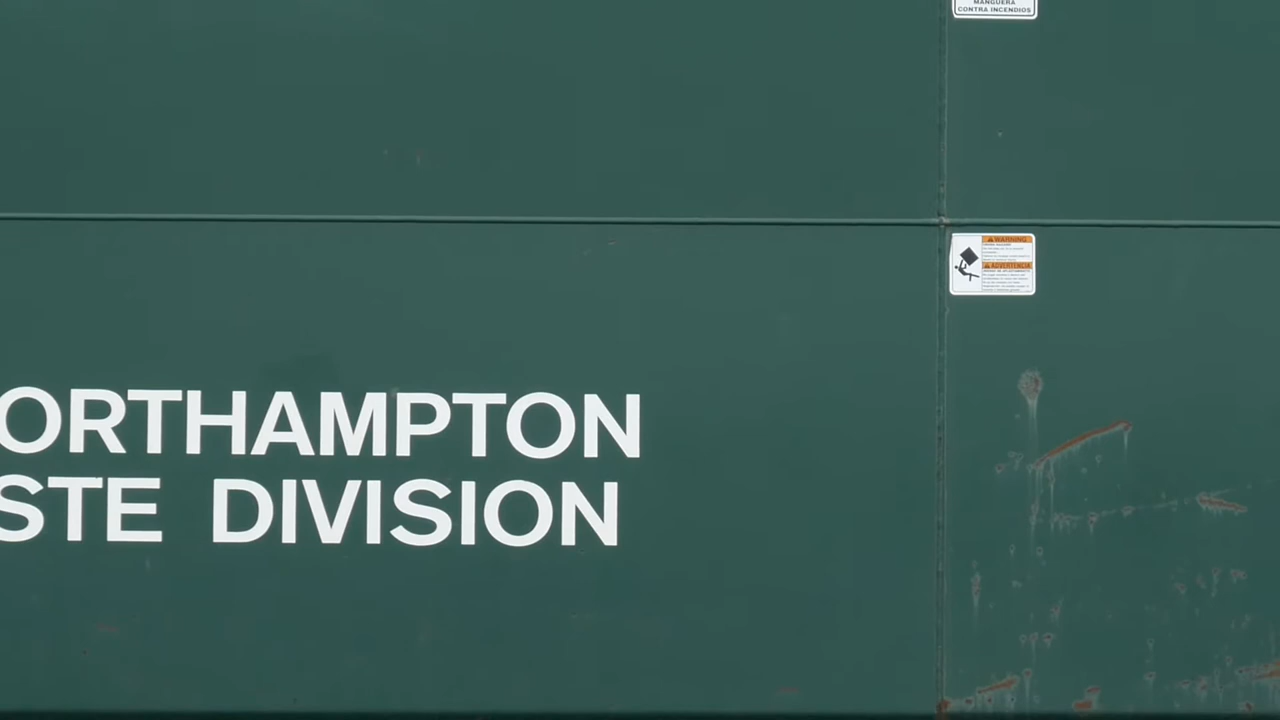 MANGUERA
CONTRA INCENDIOS
WARNING
ADVERTENCIA
ORTHAMPTON
STE DIVISION